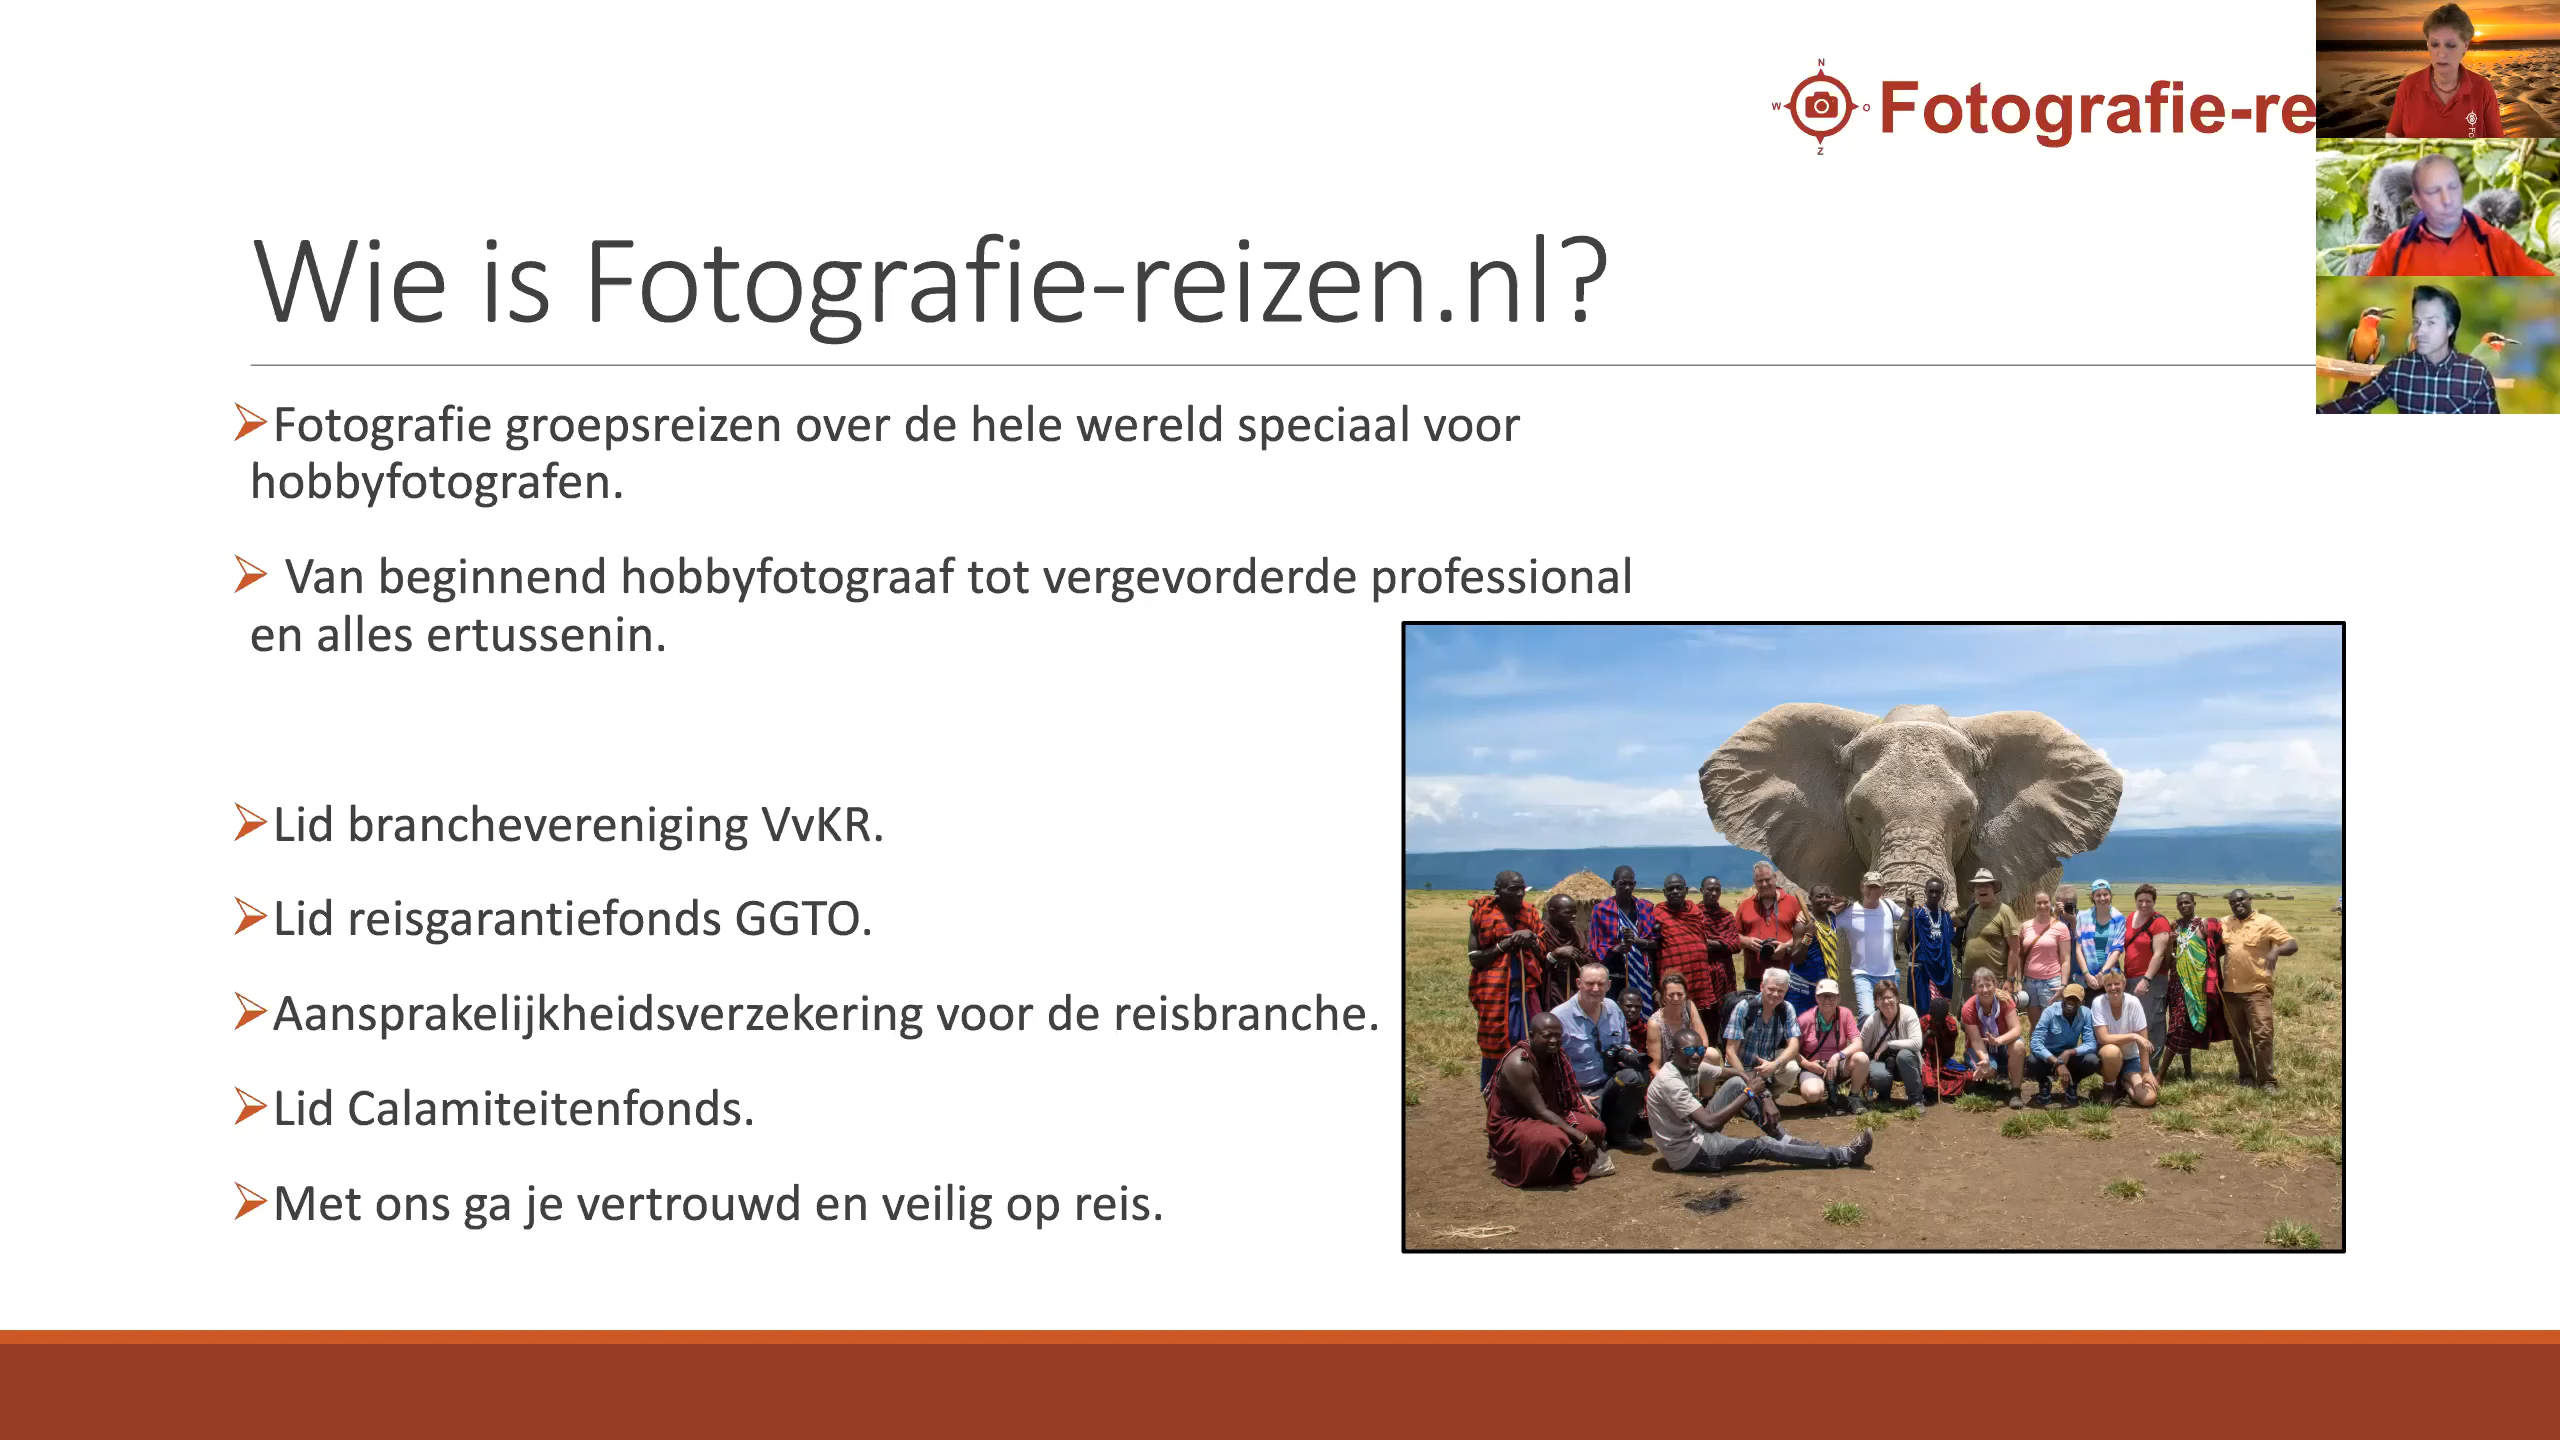 N
W
O
Z
Fotografie-re
Wie is Fotografie-reizen.nl?
Fotografie groepsreizen over de hele wereld speciaal voor
hobbyfotografen.
Van beginnend hobbyfotograaf tot vergevorderde professional
en alles ertussenin.
Lid branchevereniging VvKR.
Lid reisgarantiefonds GGTO.
Aansprakelijkheidsverzekering voor de reisbranche.
Lid Calamiteitenfonds.
Met ons ga je vertrouwd en veilig op reis.